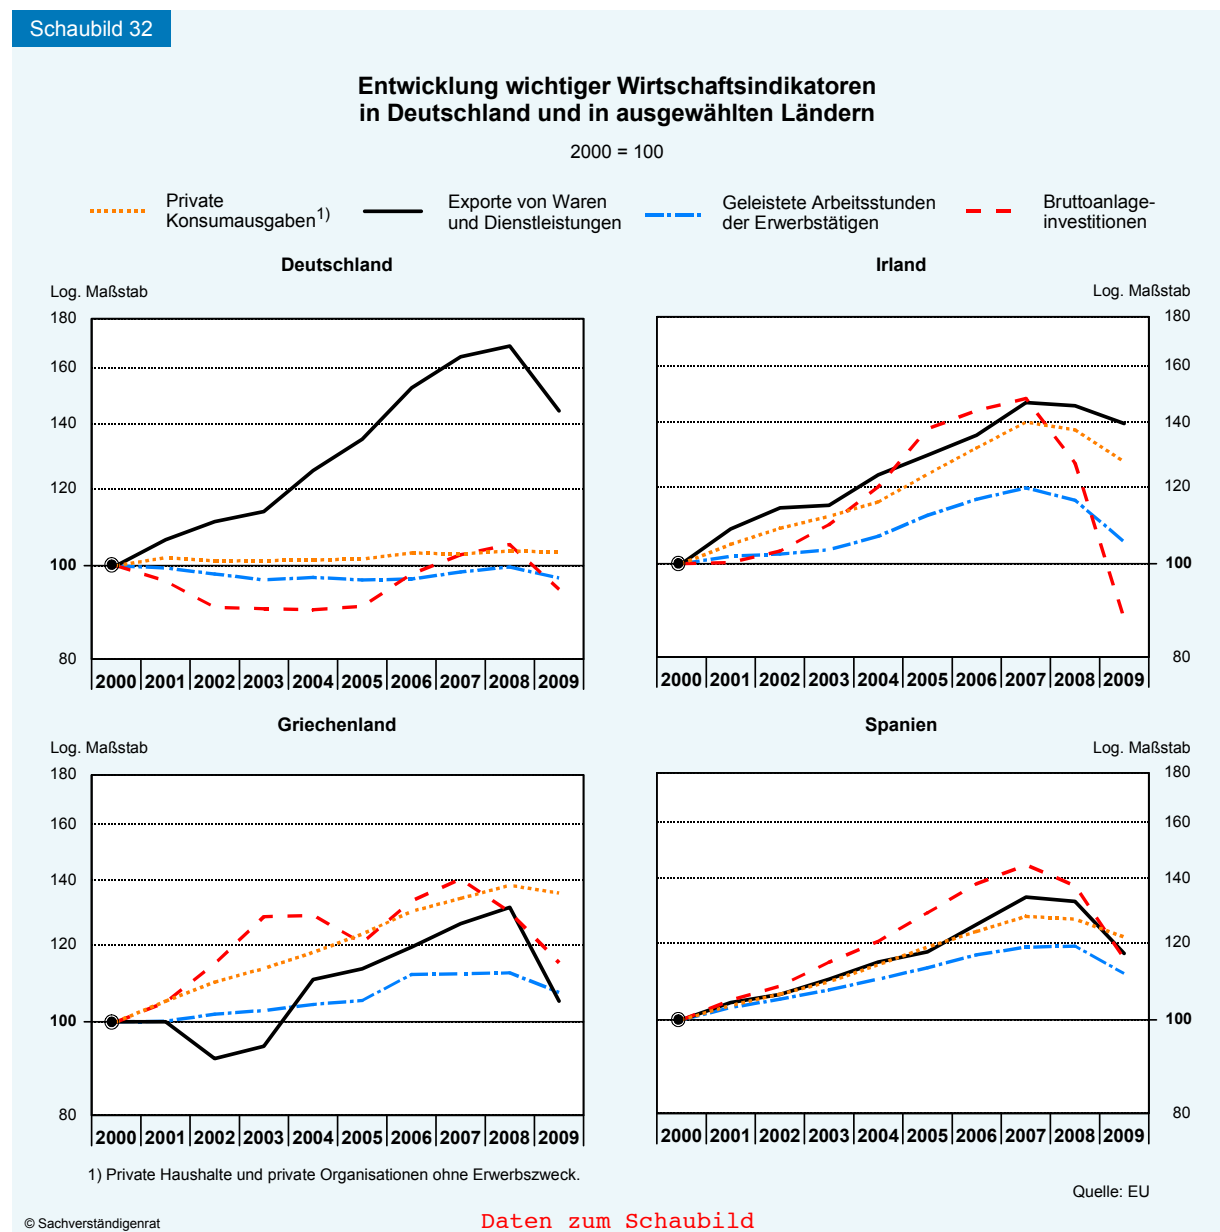 Schaubild 32
Entwicklung wichtiger Wirtschaftsindikatoren
in Deutschland und in ausgewählten Ländern
2000 = 100
Private
Konsumausgaben1)
Exporte von Waren
und Dienstleistungen
Geleistete Arbeitsstunden
der Erwerbstätigen
Bruttoanlage-
investitionen
Deutschland
Log. Maßstab
180
160
140
120
100
80
2000 2001 2002 2003 2004 2005 2006 2007 2008 2009
Irland
Log. Maßstab
180
160
140
120
100
80
2000 2001 2002 2003 2004 2005 2006 2007 2008 2009
Griechenland
Log. Maßstab
180
160
140
120
100
80
2000 2001 2002 2003 2004 2005 2006 2007 2008 2009
Spanien
Log. Maßstab
180
160
140
120
100
80
2000 2001 2002 2003 2004 2005 2006 2007 2008 2009
1) Private Haushalte und private Organisationen ohne Erwerbszweck.
Quelle: EU
© Sachverständigenrat
Daten zum Schaubild